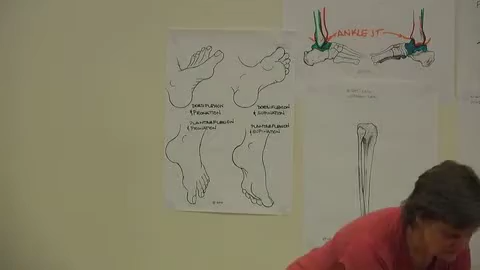 ANKLE JT
DORSIFLEXION
& PRONATION
DORSIFLEXION
& SUPINATION
PLANTARFLEXION
& PRONATION
PLANTARFLEXION
& SUPINATION